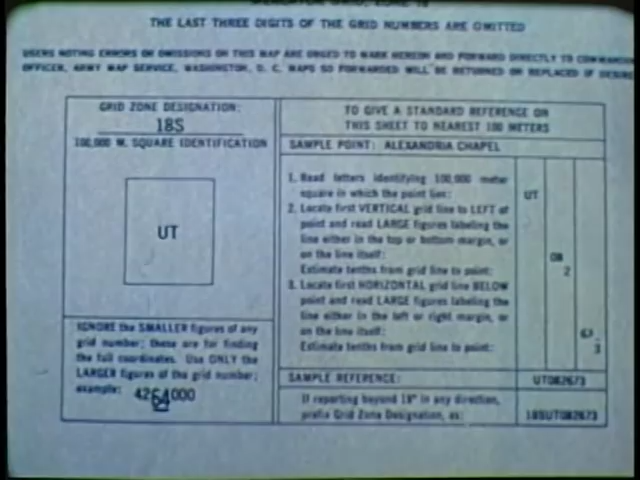 THE LAST THREE DIGITS OF THE GRID NUMBERS ARE OMITTED
USERS NOTING ERRORS OR OMISSIONS ON THIS MAP ARE URGED TO MARK HEREON AND FORWARD DIRECTLY TO
OFFICER, ARMY MAP SERVICE, WASHINGTON, D. C. MAPS SO FORWARDED WILL BE RETURNED OR REPLACED IF
GRID ZONE DESIGNATION:
18S
100,000 M. SQUARE IDENTIFICATION
UT
IGNORE the SMALLER figures of any
grid number; these are for finding
the full coordinates. Use ONLY the
LARGER figures of the grid number;
example: 4264000
TO GIVE A STANDARD REFERENCE ON
THIS SHEET TO NEAREST 100 METERS
SAMPLE POINT: ALEXANDRIA CHAPEL
1. Read letters identifying 100,000 meter
square in which the point lies:
UT
2. Locate first VERTICAL grid line to LEFT of
point and read LARGE figures labeling the
line either in the top or bottom margin, or
on the line itself:
08
Estimate tenths from grid line to point:
2
3. Locate first HORIZONTAL grid line BELOW
point and read LARGE figures labeling the
line either in the left or right margin, or
on the line itself:
67
Estimate tenths from grid line to point:
3
SAMPLE REFERENCE:
UT082673
If reporting beyond 18° in any direction,
prefix Grid Zone Designation, as:
18SUT082673